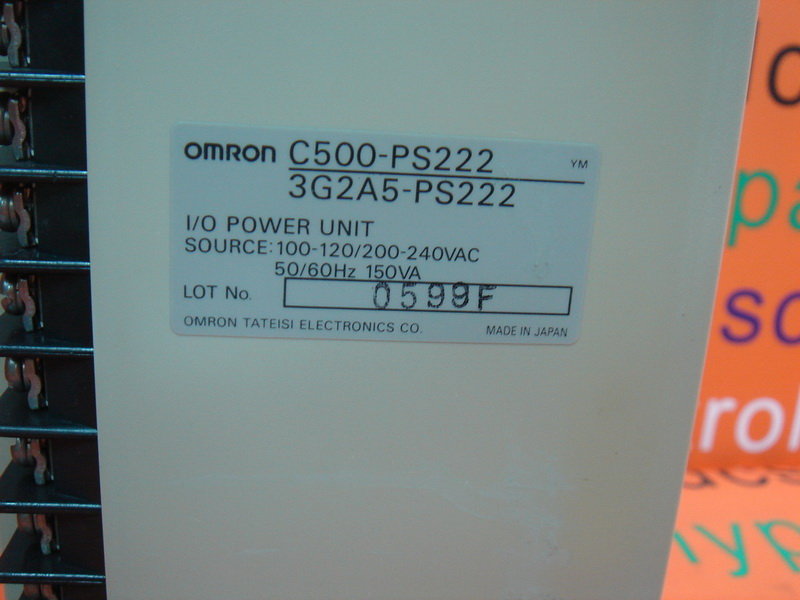 OMRON C500-PS222 YM
3G2A5-PS222
I/O POWER UNIT
SOURCE: 100-120/200-240VAC
50/60Hz 150VA
LOT No. 0599F
OMRON TATEISI ELECTRONICS CO. MADE IN JAPAN